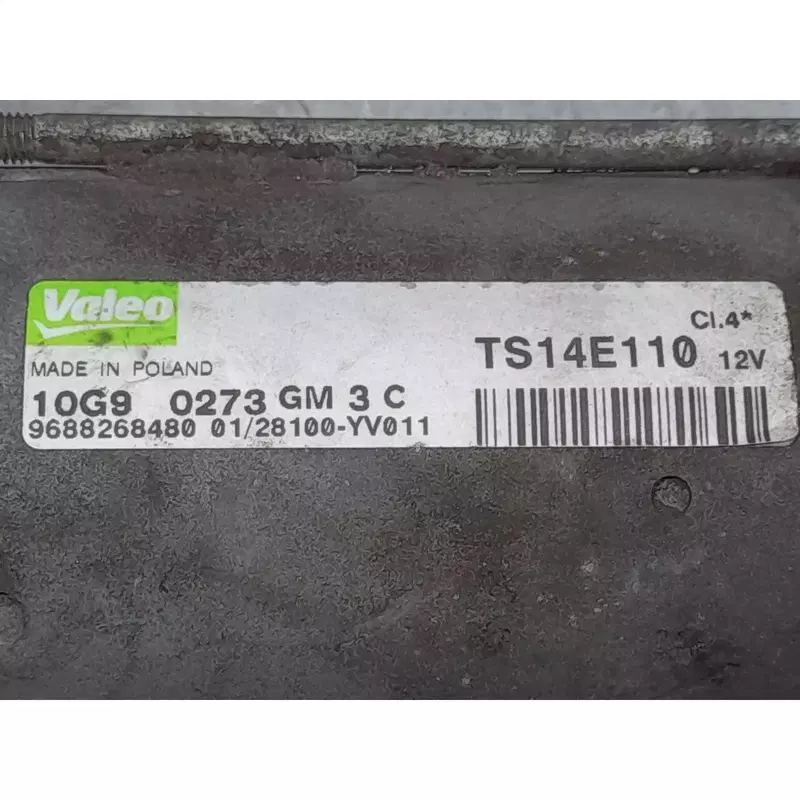 Valeo
Cl.4*
MADE IN POLAND
TS14E110 12V
10G9 0273 GM 3 C
9688268480 01/28100-YV011